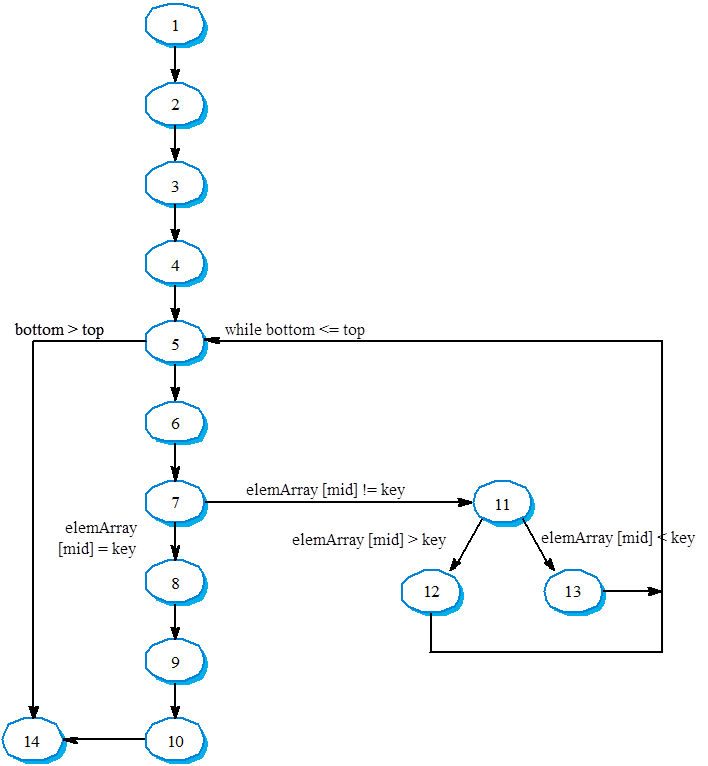 1
2
3
4
bottom > top
while bottom <= top
5
6
elemArray [mid] != key
7
11
elemArray
[mid] = key
elemArray [mid] > key
elemArray [mid] < key
8
12
13
9
14
10